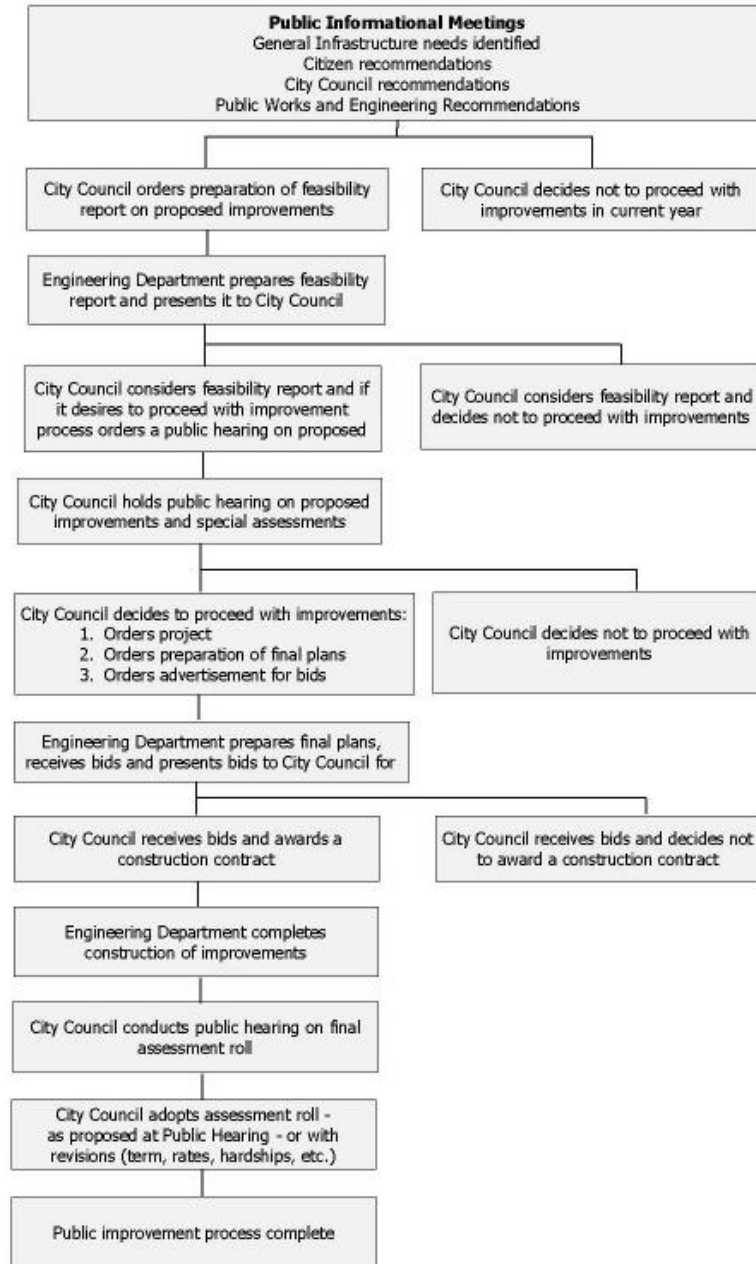 Public Informational Meetings
General Infrastructure needs identified
Citizen recommendations
City Council recommendations
Public Works and Engineering Recommendations
City Council orders preparation of feasibility
report on proposed improvements
City Council decides not to proceed with
improvements in current year
Engineering Department prepares feasibility
report and presents it to City Council
City Council considers feasibility report and if
it desires to proceed with improvement
process orders a public hearing on proposed
City Council considers feasibility report and
decides not to proceed with improvements
City Council holds public hearing on proposed
improvements and special assessments
City Council decides to proceed with improvements:
1. Orders project
2. Orders preparation of final plans
3. Orders advertisement for bids
City Council decides not to proceed with
improvements
Engineering Department prepares final plans,
receives bids and presents bids to City Council for
City Council receives bids and awards a
construction contract
City Council receives bids and decides not
to award a construction contract
Engineering Department completes
construction of improvements
City Council conducts public hearing on final
assessment roll
City Council adopts assessment roll -
as proposed at Public Hearing - or with
revisions (term, rates, hardships, etc.)
Public improvement process complete